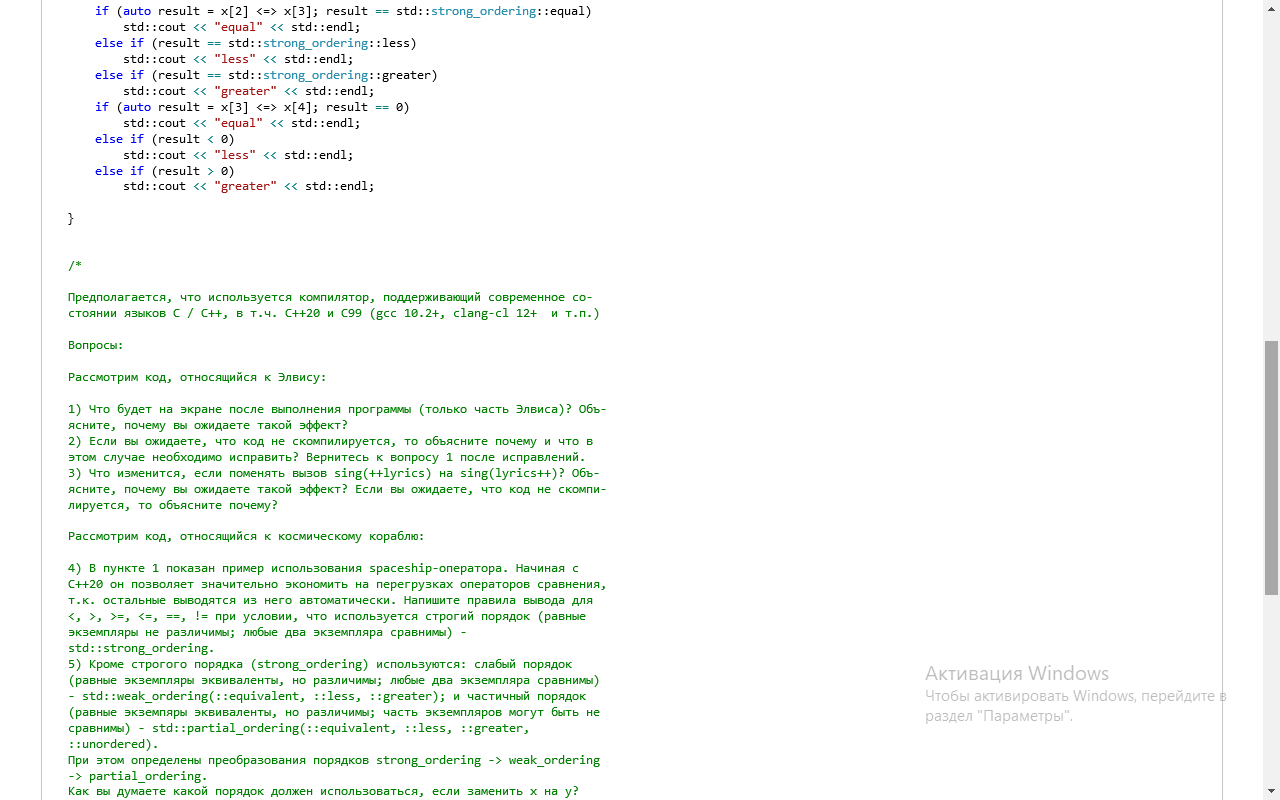 if (auto result = x[2] <=> x[3]; result == std::strong_ordering::equal)
std::cout << "equal" << std::endl;
else if (result == std::strong_ordering::less)
std::cout << "less" << std::endl;
else if (result == std::strong_ordering::greater)
std::cout << "greater" << std::endl;
if (auto result = x[3] <=> x[4]; result == 0)
std::cout << "equal" << std::endl;
else if (result < 0)
std::cout << "less" << std::endl;
else if (result > 0)
std::cout << "greater" << std::endl;
}
/*
Предполагается, что используется компилятор, поддерживающий современное со-
стоянии языков C / C++, в т.ч. C++20 и C99 (gcc 10.2+, clang-cl 12+  и т.п.)
Вопросы:
Рассмотрим код, относящийся к Элвису:
1) Что будет на экране после выполнения программы (только часть Элвиса)? Объ-
ясните, почему вы ожидаете такой эффект?
2) Если вы ожидаете, что код не скомпилируется, то объясните почему и что в
этом случае необходимо исправить? Вернитесь к вопросу 1 после исправлений.
3) Что изменится, если поменять вызов sing(++lyrics) на sing(lyrics++)? Объ-
ясните, почему вы ожидаете такой эффект? Если вы ожидаете, что код не скомпи-
лируется, то объясните почему?
Рассмотрим код, относящийся к космическому кораблю:
4) В пункте 1 показан пример использования spaceship-оператора. Начиная с
C++20 он позволяет значительно экономить на перегрузках операторов сравнения,
т.к. остальные выводятся из него автоматически. Напишите правила вывода для
<, >, >=, <=, ==, != при условии, что используется строгий порядок (равные
экземпляры не различимы; любые два экземпляра сравнимы) -
std::strong_ordering.
5) Кроме строгого порядка (strong_ordering) используются: слабый порядок
(равные экземпляры эквиваленты, но различимы; любые два экземпляра сравнимы)
- std::weak_ordering(::equivalent, ::less, ::greater); и частичный порядок
(равные экземпяры эквиваленты, но различимы; часть экземпляров могут быть не
сравнимы) - std::partial_ordering(::equivalent, ::less, ::greater,
::unordered).
При этом определены преобразования порядков strong_ordering -> weak_ordering
-> partial_ordering.
Как вы думаете какой порядок должен использоваться, если заменить x на y?
Активация Windows
Чтобы активировать Windows, перейдите в
раздел "Параметры".